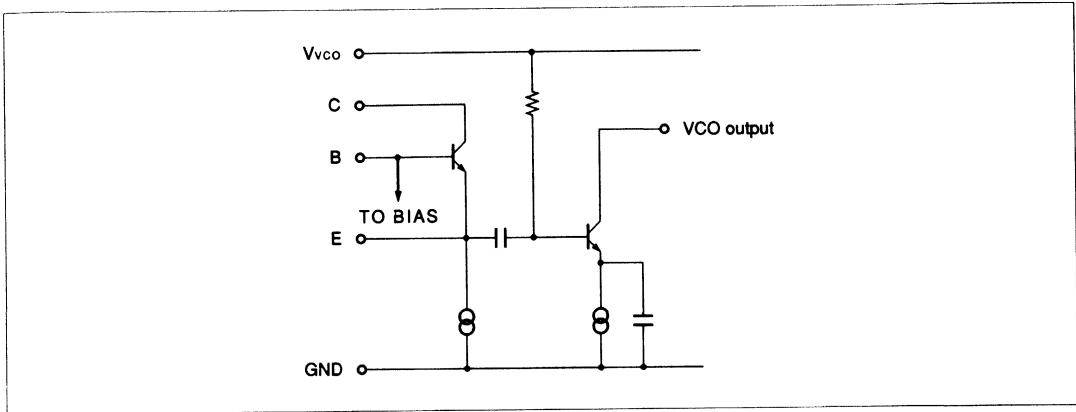 Vvco
C
VCO output
B
TO BIAS
E
GND